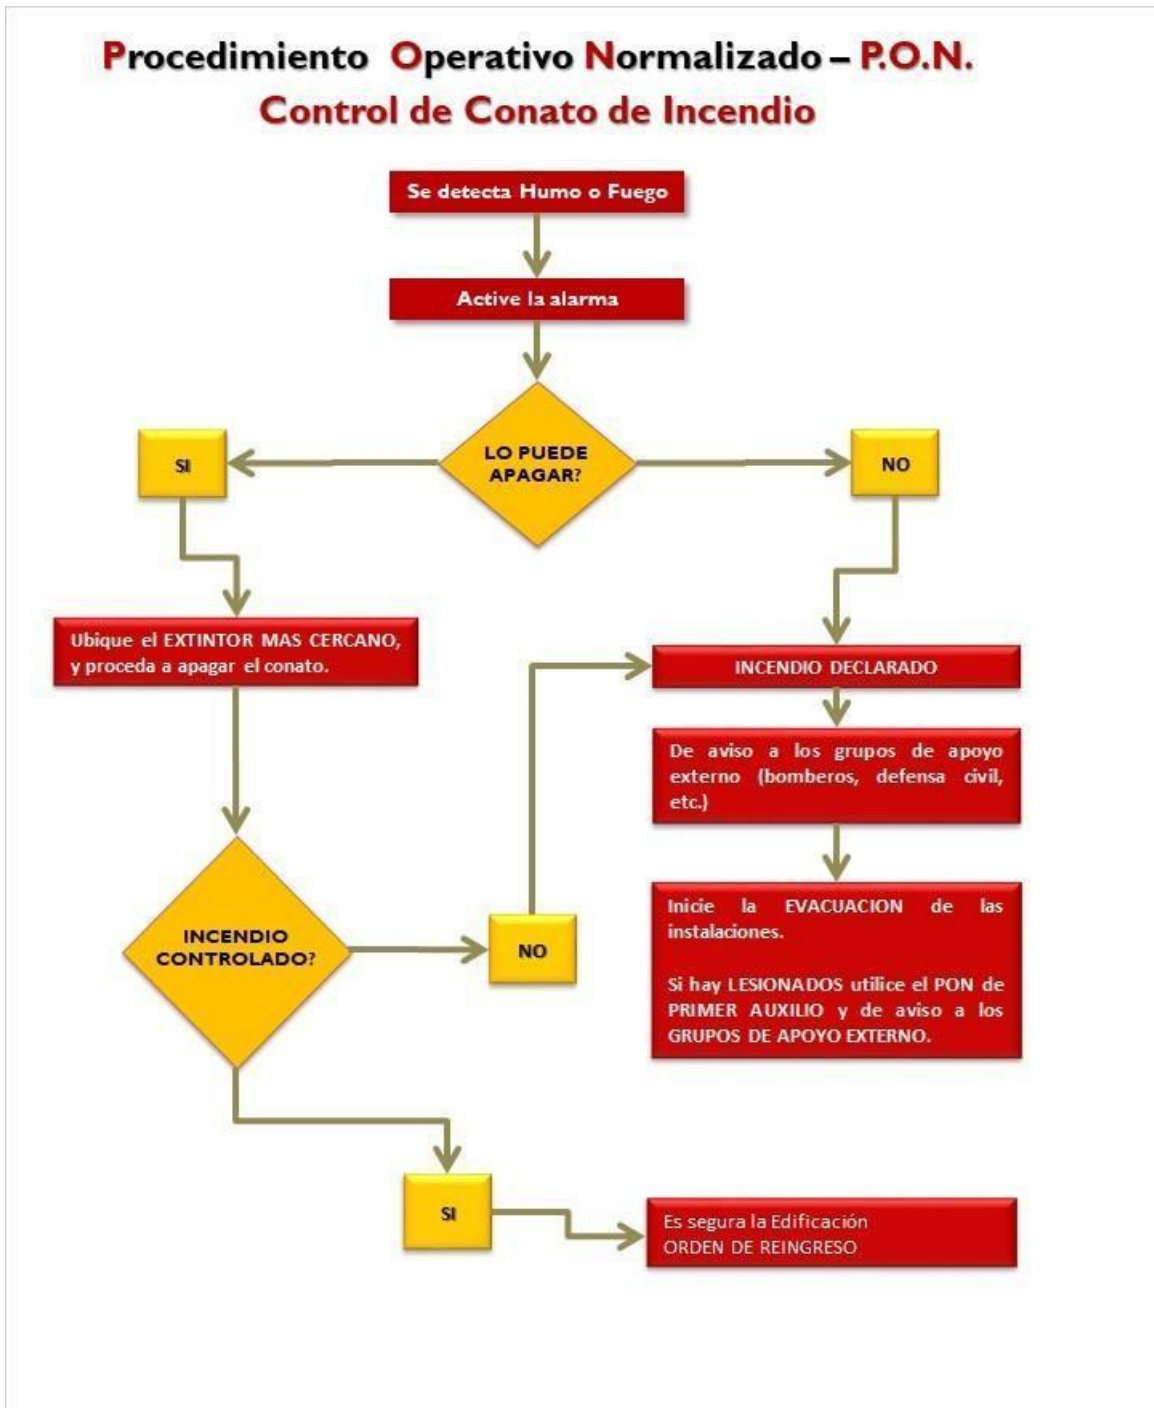 Procedimiento Operativo Normalizado – P.O.N.
Control de Conato de Incendio
Se detecta Humo o Fuego
Active la alarma
LO PUEDE
APAGAR?
SI
NO
Ubique el EXTINTOR MAS CERCANO,
y proceda a apagar el conato.
INCENDIO DECLARADO
De aviso a los grupos de apoyo
externo (bomberos, defensa civil,
etc.)
Inicie la EVACUACION de las
instalaciones.
Si hay LESIONADOS utilice el PON de
PRIMER AUXILIO y de aviso a los
GRUPOS DE APOYO EXTERNO.
INCENDIO
CONTROLADO?
NO
SI
Es segura la Edificación
ORDEN DE REINGRESO